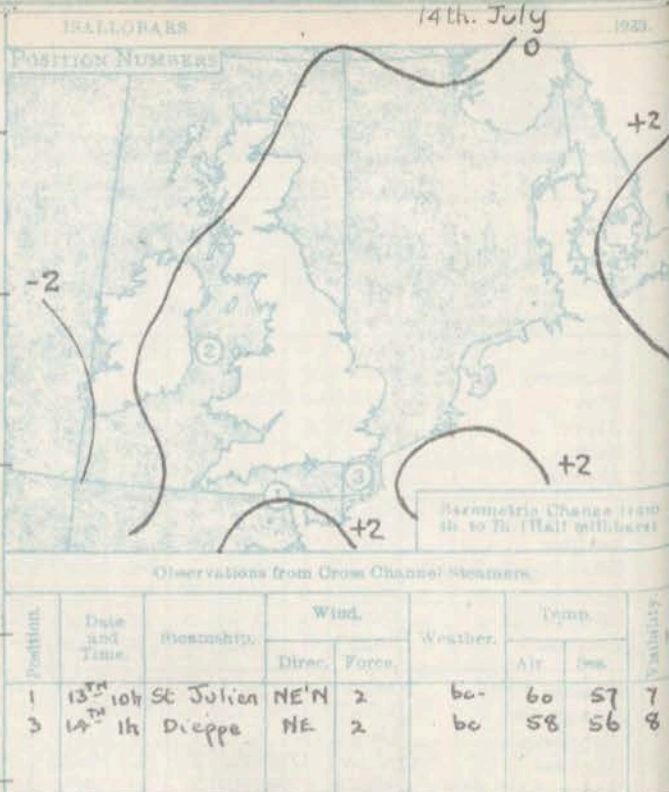 14th. July
ISALLOBARS 193
POSITION NUMBERS
0
+2
-2
2
3
+2
+2
Barometric Change from
h. to 7h. (Half millibars)
Observations from Cross Channel Steamers.
Position. Date and Time. Steamship. Wind. Weather. Temp. Visibility.
Direc. Force. Air Sea
1 13TH 10h St Julien NE'N 2 bc- 60 57 7
3 14TH 1h Dieppe NE 2 bc 58 56 8